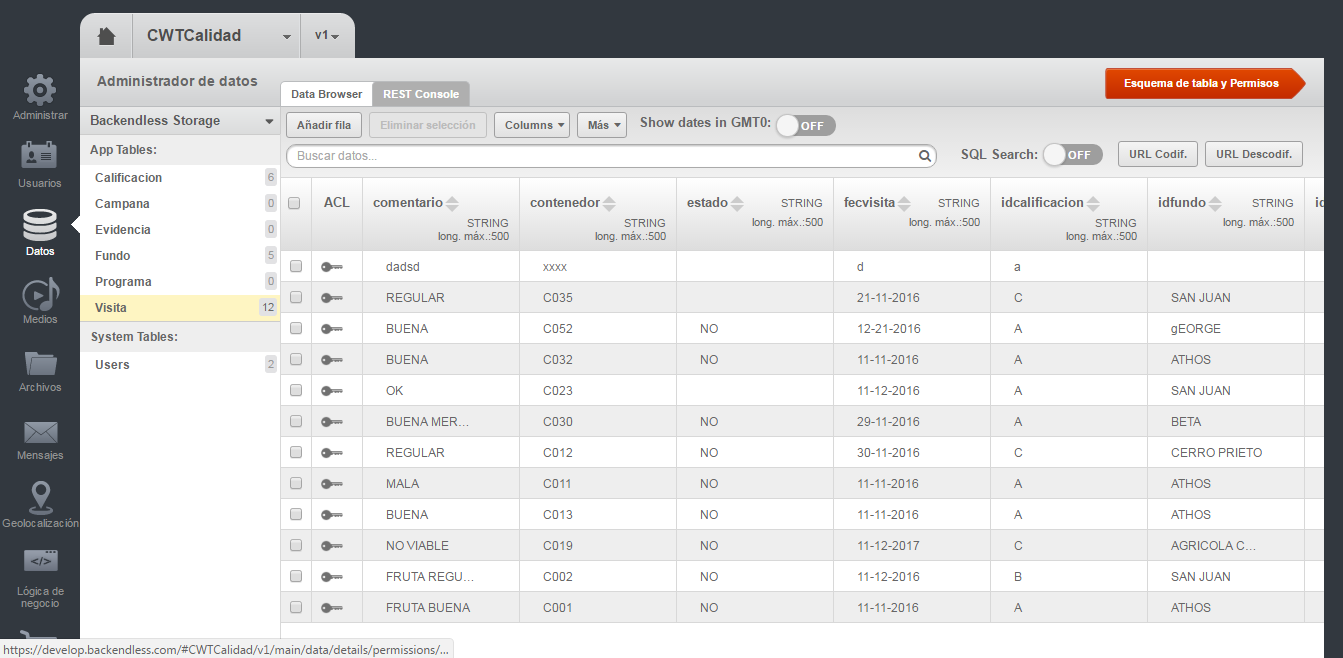 CWTCalidad
v1
Administrador de datos
Data Browser
REST Console
Esquema de tabla y Permisos
Administrar
Usuarios
Datos
Medios
Archivos
Mensajes
Geolocalización
Lógica de
negocio
Backendless Storage
App Tables:
Calificacion 6
Campana 0
Evidencia 0
Fundo 5
Programa 0
Visita 12
System Tables:
Users 2
Añadir fila Eliminar selección Columns Más Show dates in GMT0: OFF
Buscar datos... SQL Search: OFF URL Codif. URL Descodif.
ACL comentario contenedor estado STRING fecvisita STRING idcalificacion idfundo STRING
STRING STRING long. máx.:500 long. máx.:500 STRING long. máx.:500
long. máx.:500 long. máx.:500 long. máx.:500
dadsd xxxx d a
REGULAR C035 21-11-2016 C SAN JUAN
BUENA C052 NO 12-21-2016 A gEORGE
BUENA C032 NO 11-11-2016 A ATHOS
OK C023 11-12-2016 A SAN JUAN
BUENA MER... C030 NO 29-11-2016 A BETA
REGULAR C012 NO 30-11-2016 C CERRO PRIETO
MALA C011 NO 11-11-2016 A ATHOS
BUENA C013 NO 11-11-2016 A ATHOS
NO VIABLE C019 NO 11-12-2017 C AGRICOLA C...
FRUTA REGU... C002 NO 11-12-2016 B SAN JUAN
FRUTA BUENA C001 NO 11-11-2016 A ATHOS
https://develop.backendless.com/#CWTCalidad/v1/main/data/details/permissions/...